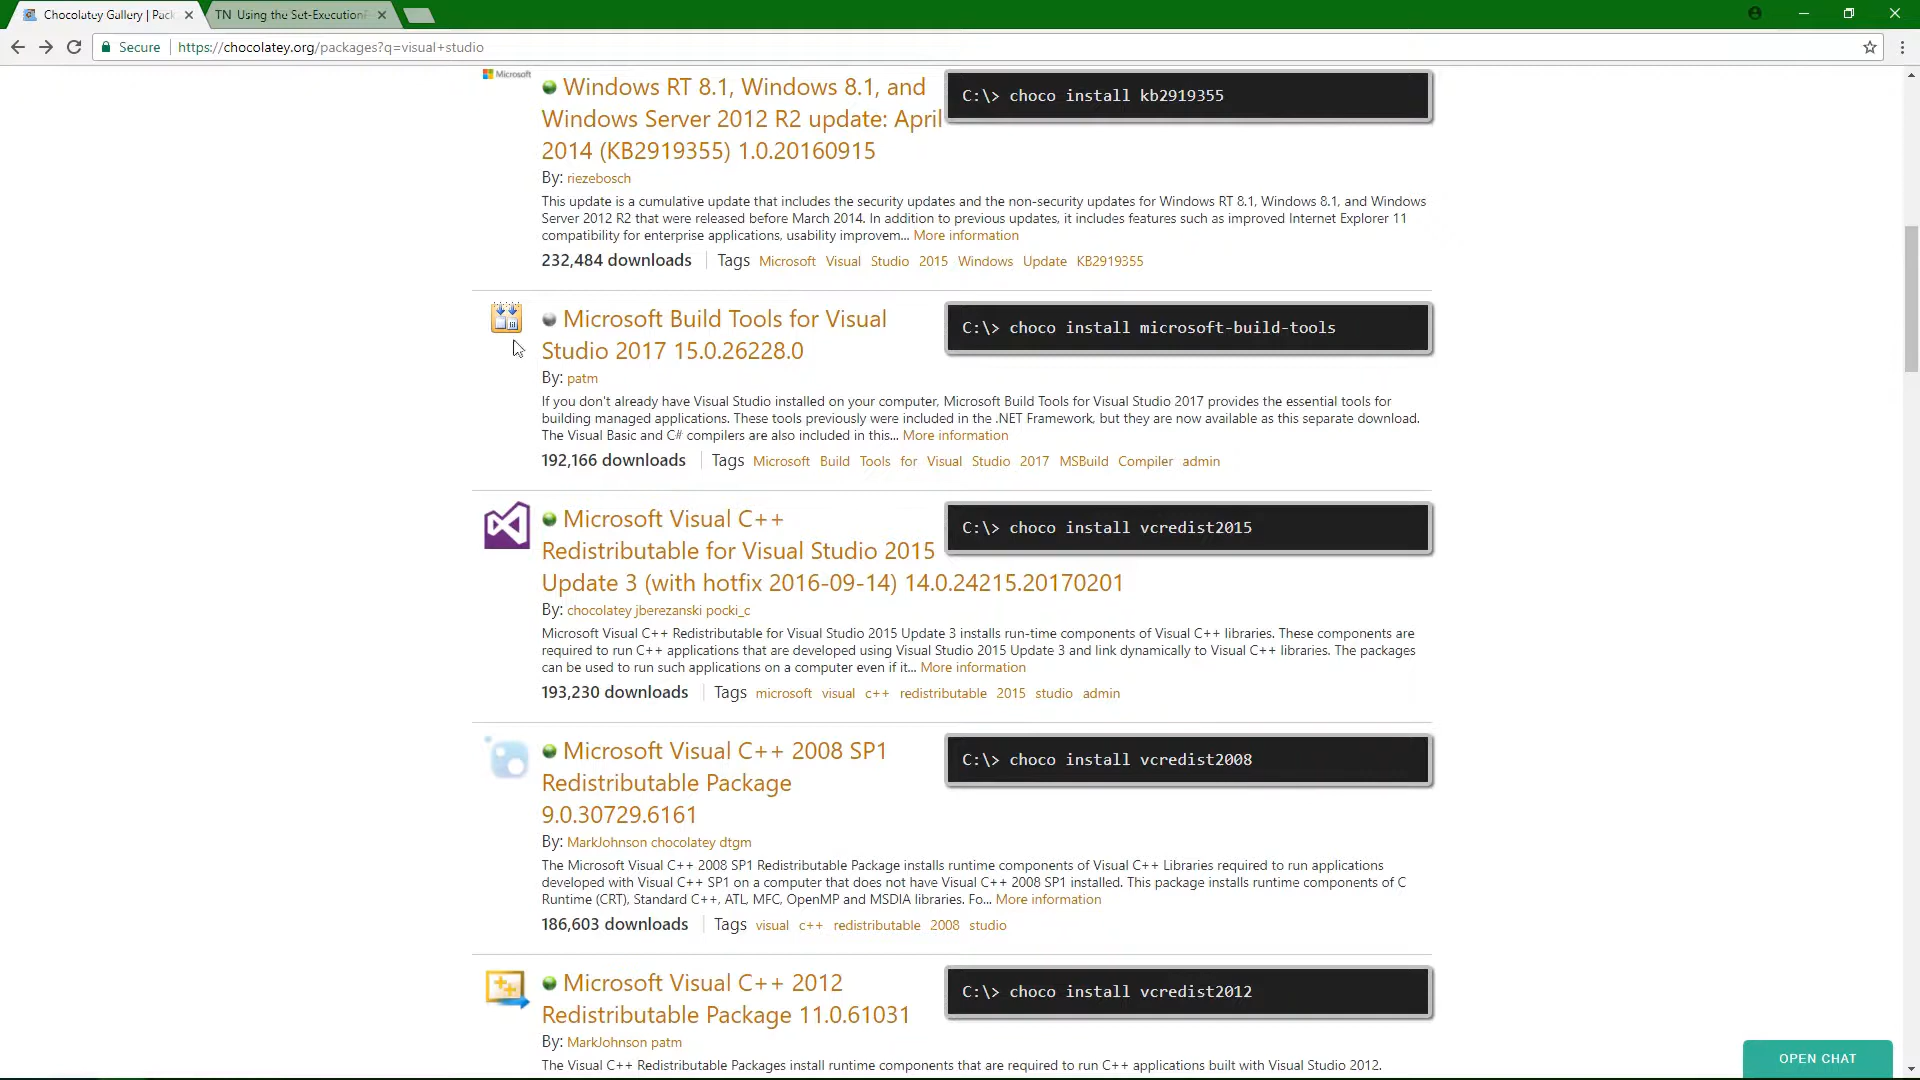 Chocolatey Gallery | Pack
TN Using the Set-ExecutionP
Secure
https://chocolatey.org/packages?q=visual+studio
Microsoft
Windows RT 8.1, Windows 8.1, and
Windows Server 2012 R2 update: April
2014 (KB2919355) 1.0.20160915
C:\> choco install kb2919355
By: riezebosch
This update is a cumulative update that includes the security updates and the non-security updates for Windows RT 8.1, Windows 8.1, and Windows
Server 2012 R2 that were released before March 2014. In addition to previous updates, it includes features such as improved Internet Explorer 11
compatibility for enterprise applications, usability improvem... More information
232,484 downloads Tags Microsoft Visual Studio 2015 Windows Update KB2919355
Microsoft Build Tools for Visual
Studio 2017 15.0.26228.0
C:\> choco install microsoft-build-tools
By: patm
If you don't already have Visual Studio installed on your computer, Microsoft Build Tools for Visual Studio 2017 provides the essential tools for
building managed applications. These tools previously were included in the .NET Framework, but they are now available as this separate download.
The Visual Basic and C# compilers are also included in this... More information
192,166 downloads Tags Microsoft Build Tools for Visual Studio 2017 MSBuild Compiler admin
Microsoft Visual C++
Redistributable for Visual Studio 2015
Update 3 (with hotfix 2016-09-14) 14.0.24215.20170201
C:\> choco install vcredist2015
By: chocolatey jberezanski pocki_c
Microsoft Visual C++ Redistributable for Visual Studio 2015 Update 3 installs run-time components of Visual C++ libraries. These components are
required to run C++ applications that are developed using Visual Studio 2015 Update 3 and link dynamically to Visual C++ libraries. The packages
can be used to run such applications on a computer even if it... More information
193,230 downloads Tags microsoft visual c++ redistributable 2015 studio admin
Microsoft Visual C++ 2008 SP1
Redistributable Package
9.0.30729.6161
C:\> choco install vcredist2008
By: MarkJohnson chocolatey dtgm
The Microsoft Visual C++ 2008 SP1 Redistributable Package installs runtime components of Visual C++ Libraries required to run applications
developed with Visual C++ SP1 on a computer that does not have Visual C++ 2008 SP1 installed. This package installs runtime components of C
Runtime (CRT), Standard C++, ATL, MFC, OpenMP and MSDIA libraries. Fo... More information
186,603 downloads Tags visual c++ redistributable 2008 studio
Microsoft Visual C++ 2012
Redistributable Package 11.0.61031
C:\> choco install vcredist2012
By: MarkJohnson patm
The Visual C++ Redistributable Packages install runtime components that are required to run C++ applications built with Visual Studio 2012.
OPEN CHAT